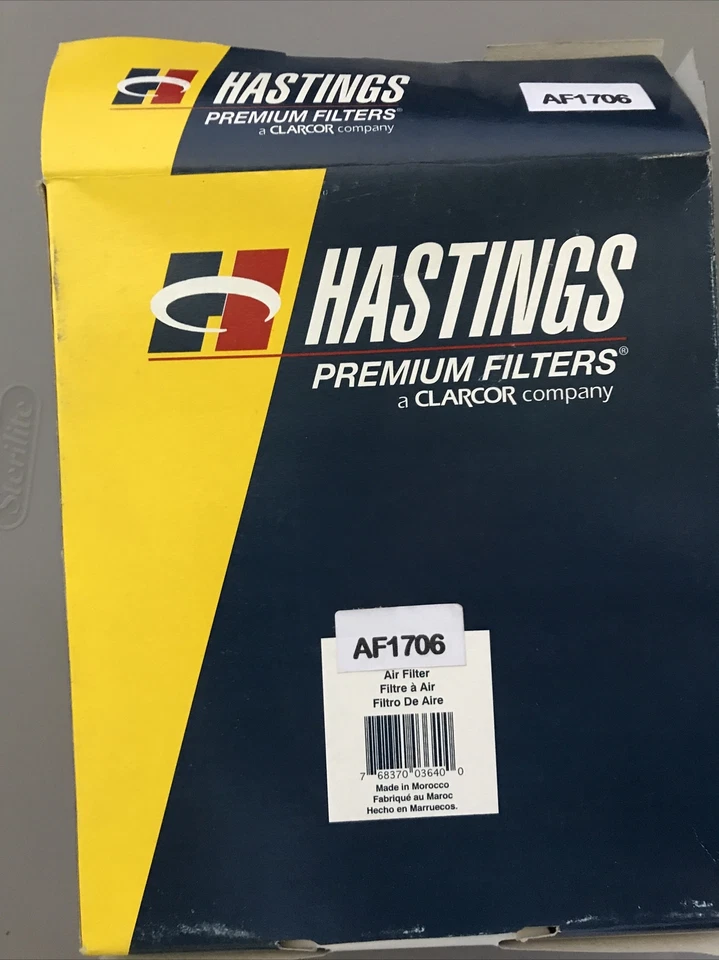 HASTINGS
PREMIUM FILTERS®
a CLARCOR company
AF1706
HASTINGS
PREMIUM FILTERS®
a CLARCOR company
Sterilite
AF1706
Air Filter
Filtre à Air
Filtro De Aire
7 68370 03640 0
Made in Morocco
Fabriqué au Maroc
Hecho en Marruecos.